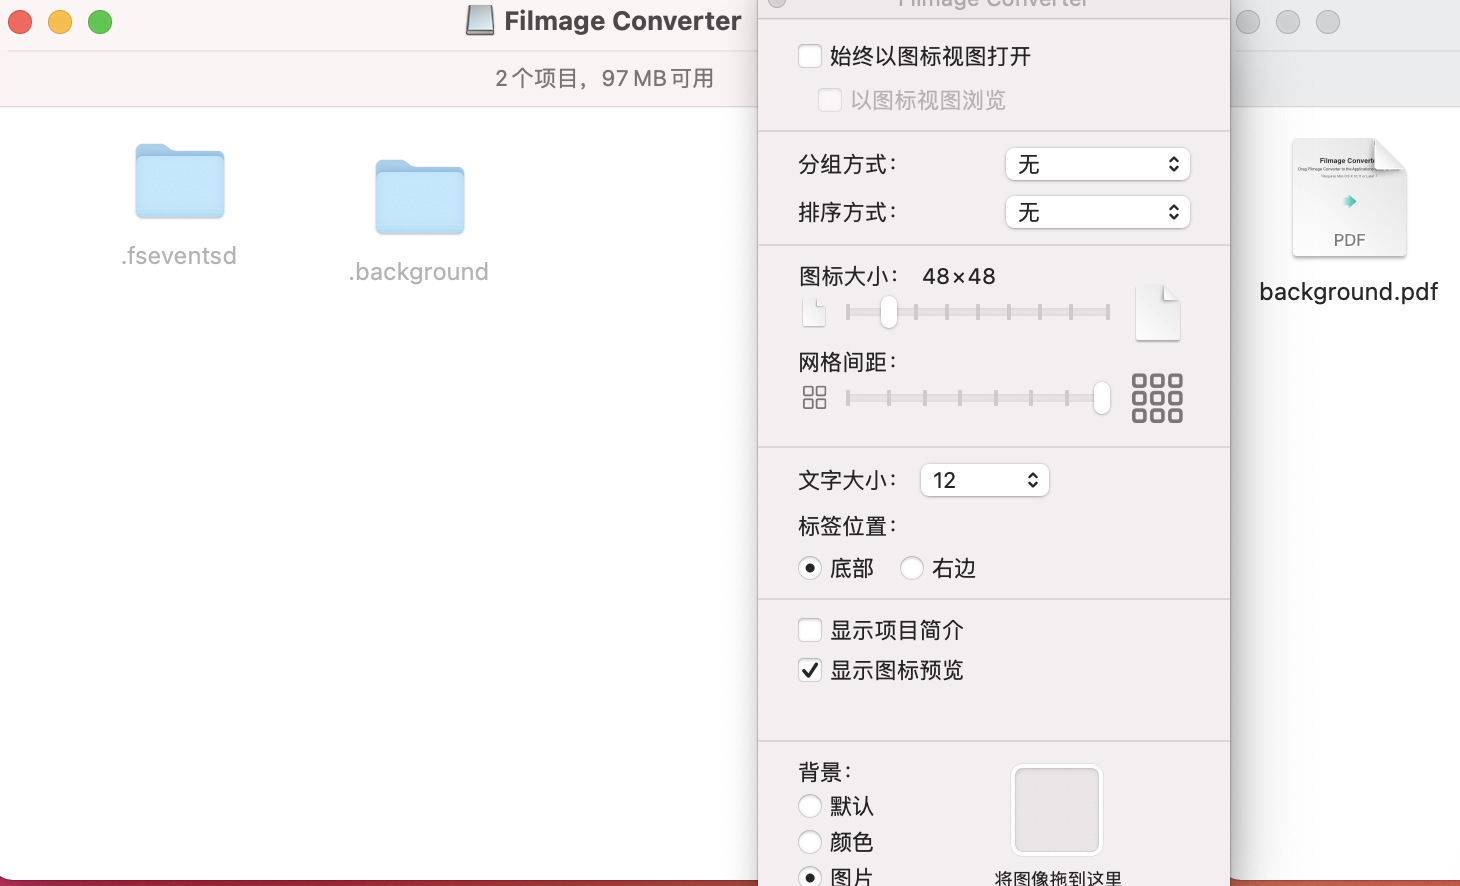 Filmage Converter
2 个项目，97 MB 可用
.fseventsd
.background
Filmage Converter
始终以图标视图打开
以图标视图浏览
分组方式：
无
排序方式：
无
图标大小： 48×48
网格间距：
文字大小：
12
标签位置：
底部
右边
显示项目简介
显示图标预览
背景：
默认
颜色
图片
将图像拖到这里
Filmage Convert
PDF
background.pdf